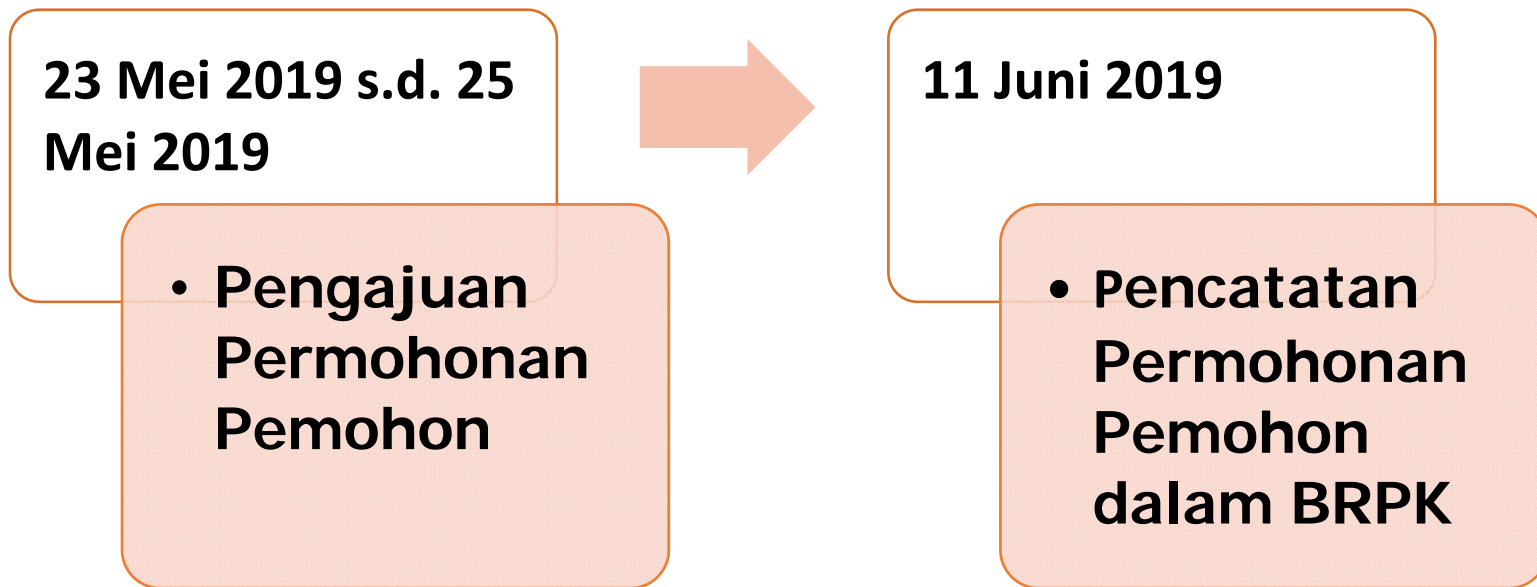 23 Mei 2019 s.d. 25
Mei 2019
• Pengajuan
Permohonan
Pemohon
11 Juni 2019
• Pencatatan
Permohonan
Pemohon
dalam BRPK